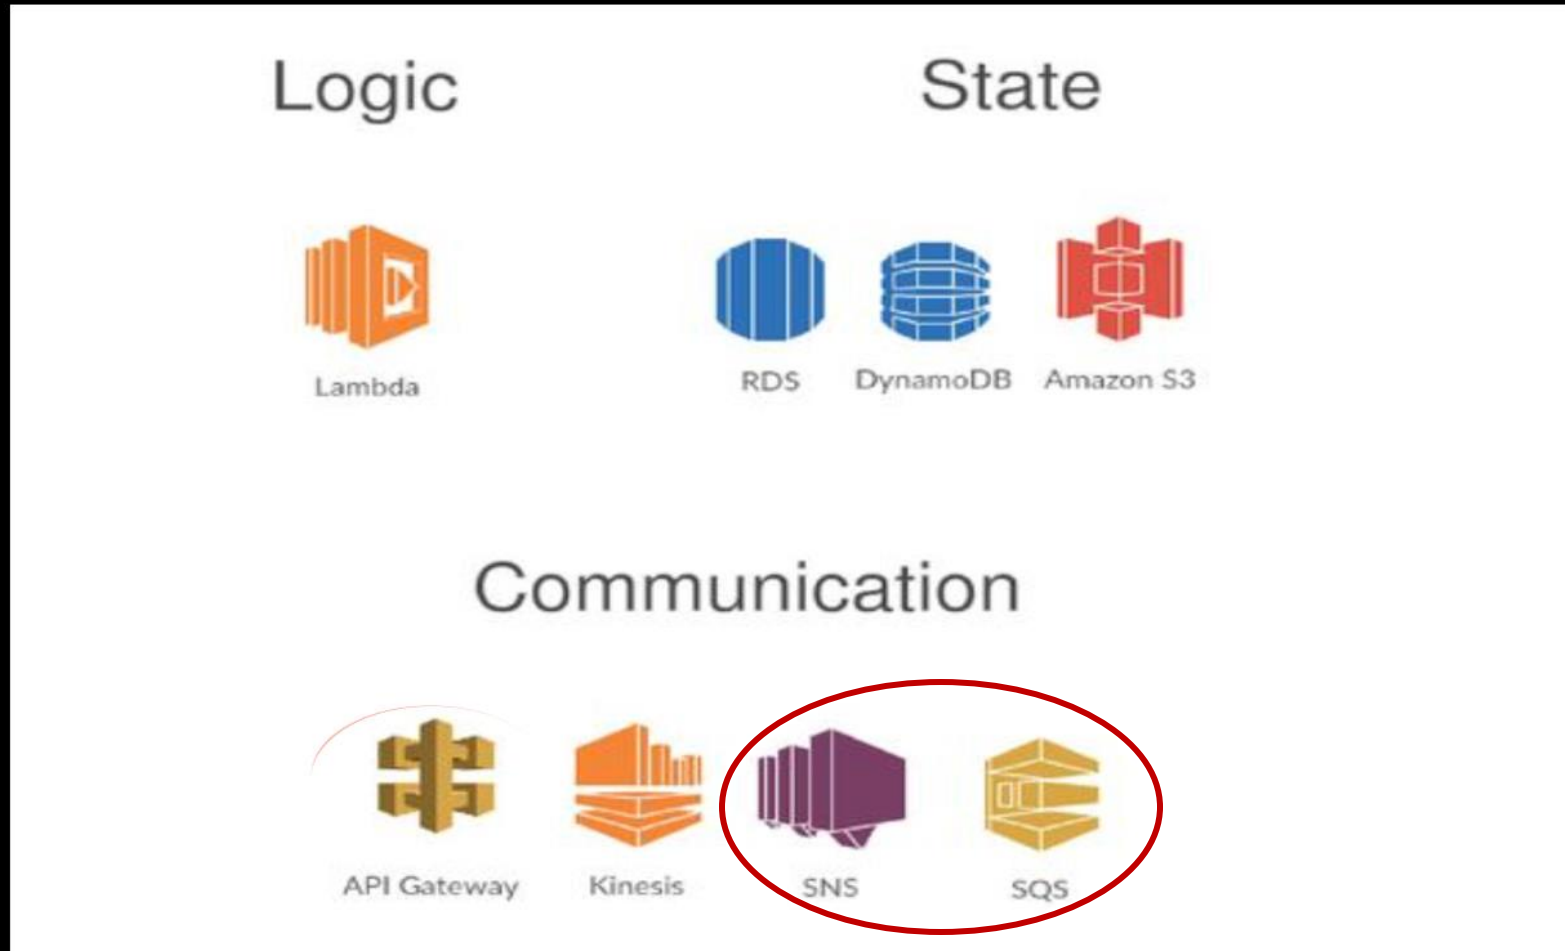 Logic
State
Lambda
RDS
DynamoDB
Amazon S3
Communication
API Gateway
Kinesis
SNS
SQS